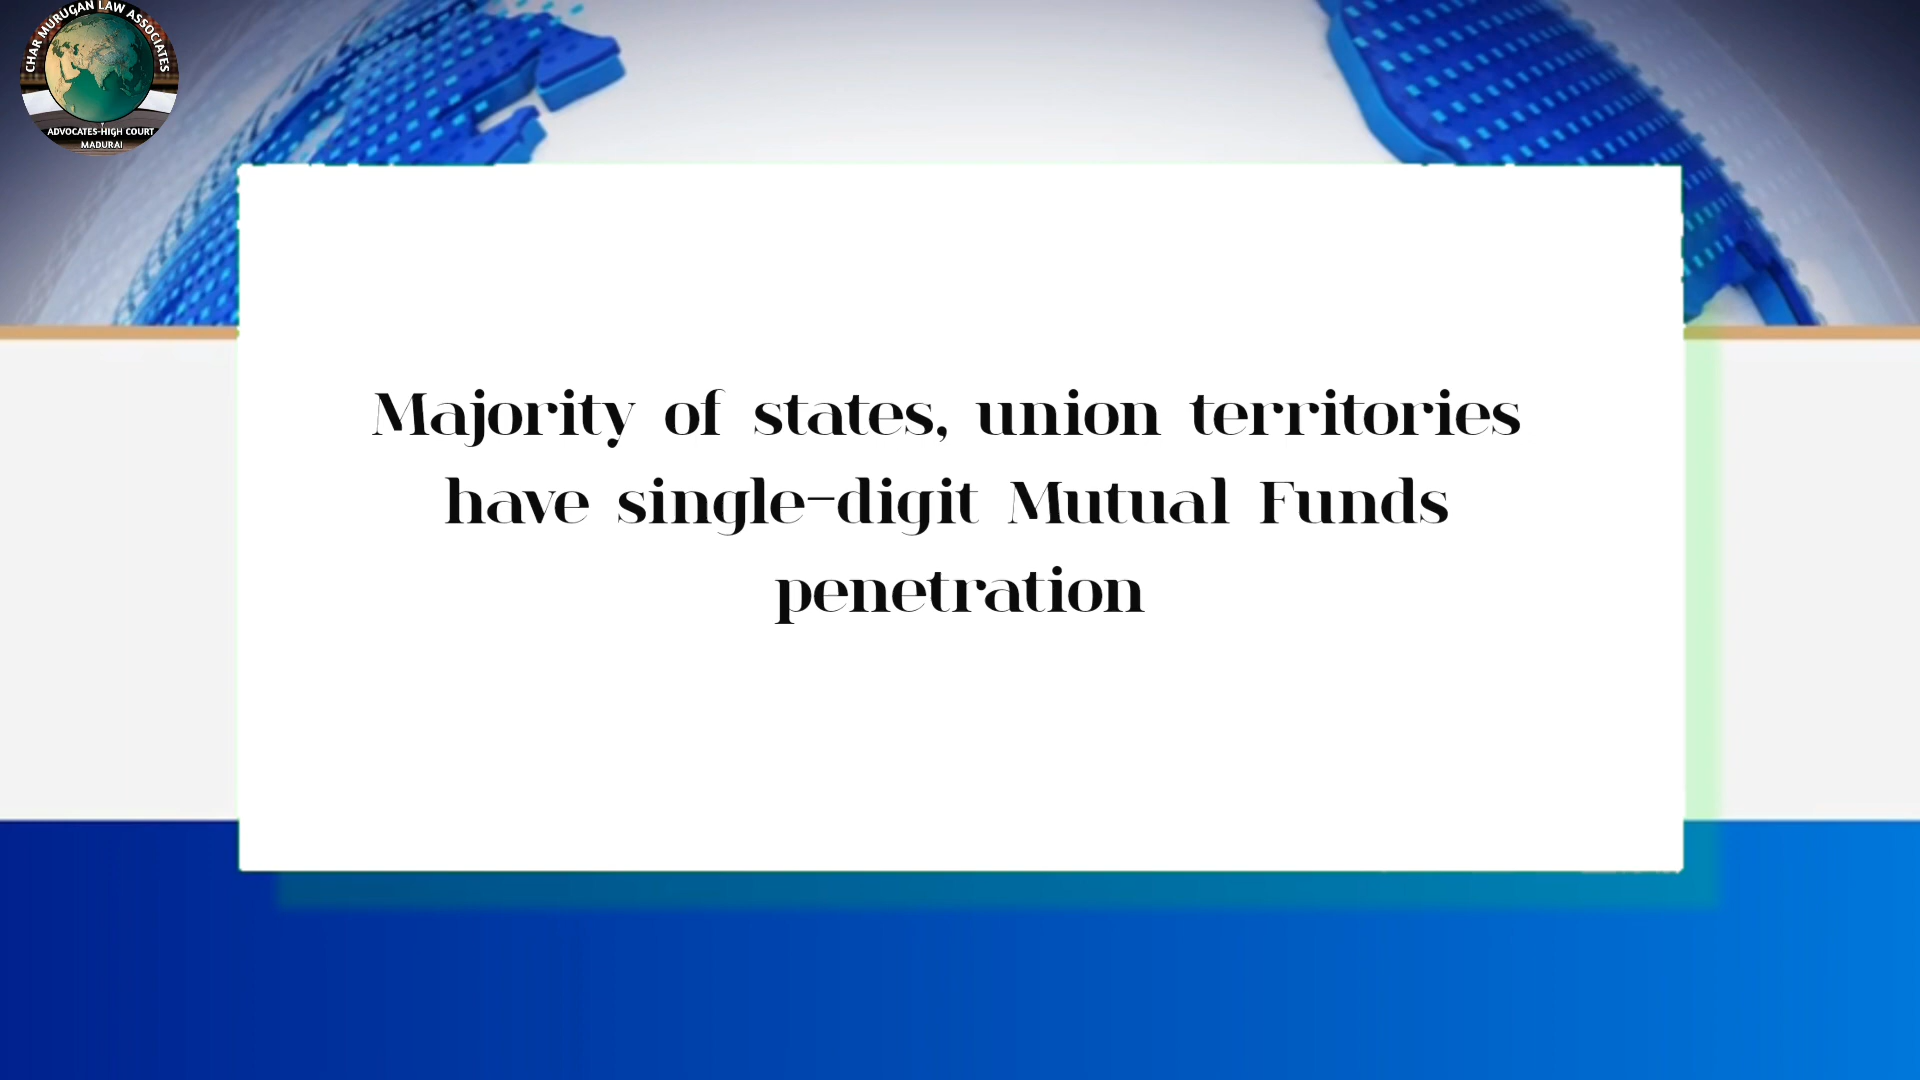 CHAR MURUGAN LAW ASSOCIATES
ADVOCATES-HIGH COURT
MADURAI
Majority of states, union territories
have single-digit Mutual Funds
penetration